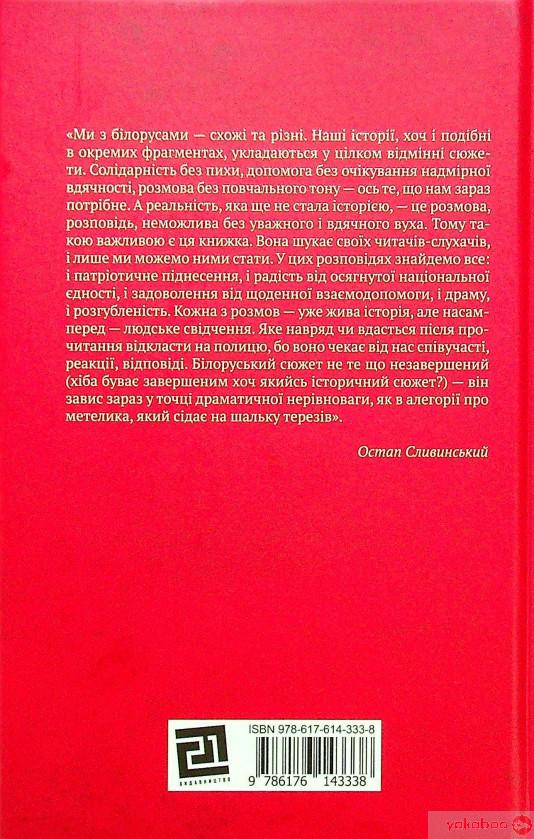 «Ми з білорусами — схожі та різні. Наші історії, хоч і подібні
в окремих фрагментах, укладаються у цілком відмінні сюже-
ти. Солідарність без пихи, допомога без очікування надмірної
вдячності, розмова без повчального тону — ось те, що нам зараз
потрібне. А реальність, яка ще не стала історією, — це розмова,
розповідь, неможлива без уважного і вдячного вуха. Тому та-
кою важливою є ця книжка. Вона шукає своїх читачів-слухачів,
і лише ми можемо ними стати. У цих розповідях знайдемо все:
і патріотичне піднесення, і радість від осягнутої національної
єдності, і задоволення від щоденної взаємодопомоги, і драму,
і розгубленість. Кожна з розмов — уже жива історія, але насам-
перед — людське свідчення. Яке навряд чи вдасться після про-
читання відкласти на полицю, бо воно чекає від нас співучасті,
реакції, відповіді. Білоруський сюжет не те що незавершений
(хіба буває завершеним хоч якийсь історичний сюжет?) — він
завис зараз у точці драматичної нерівноваги, як в алегорії про
метелика, який сідає на шальку терезів».
Остап Сливинський
ISBN 978-617-614-333-8
21
видавництво
9 786176 143338
yakaboo